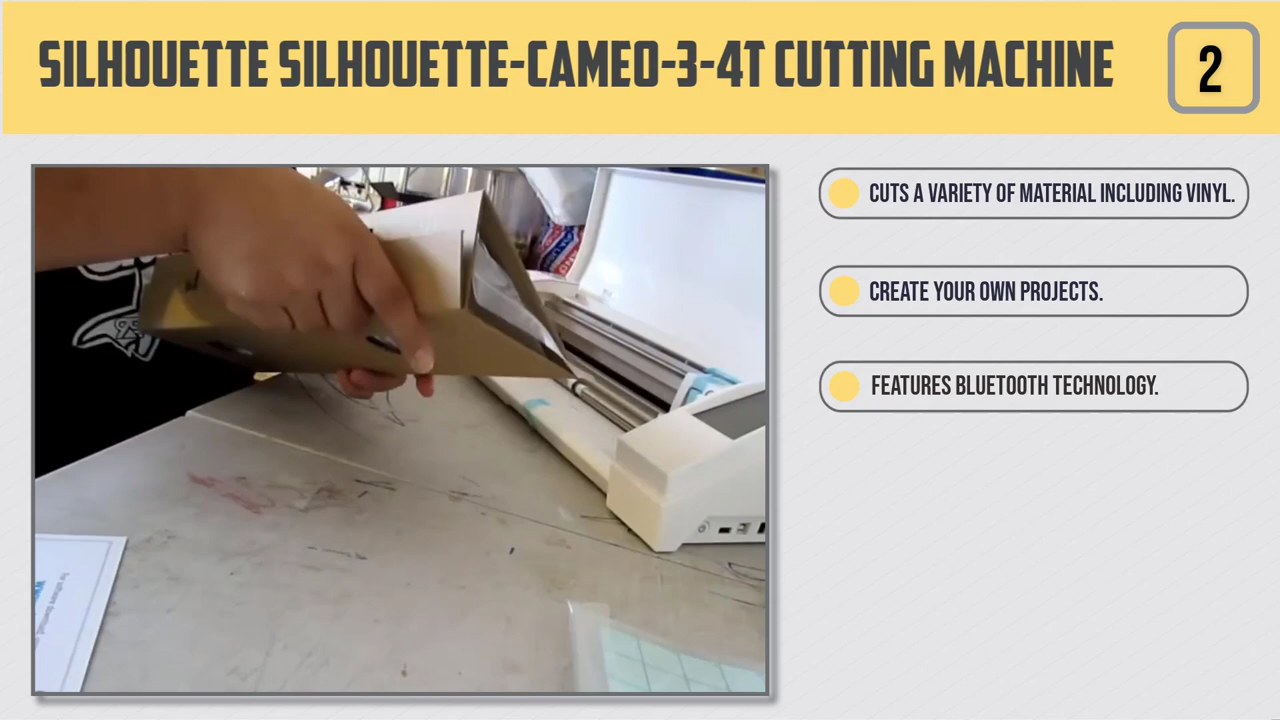 SILHOUETTE SILHOUETTE-CAMEO-3-4T CUTTING MACHINE
2
CUTS A VARIETY OF MATERIAL INCLUDING VINYL.
CREATE YOUR OWN PROJECTS.
FEATURES BLUETOOTH TECHNOLOGY.